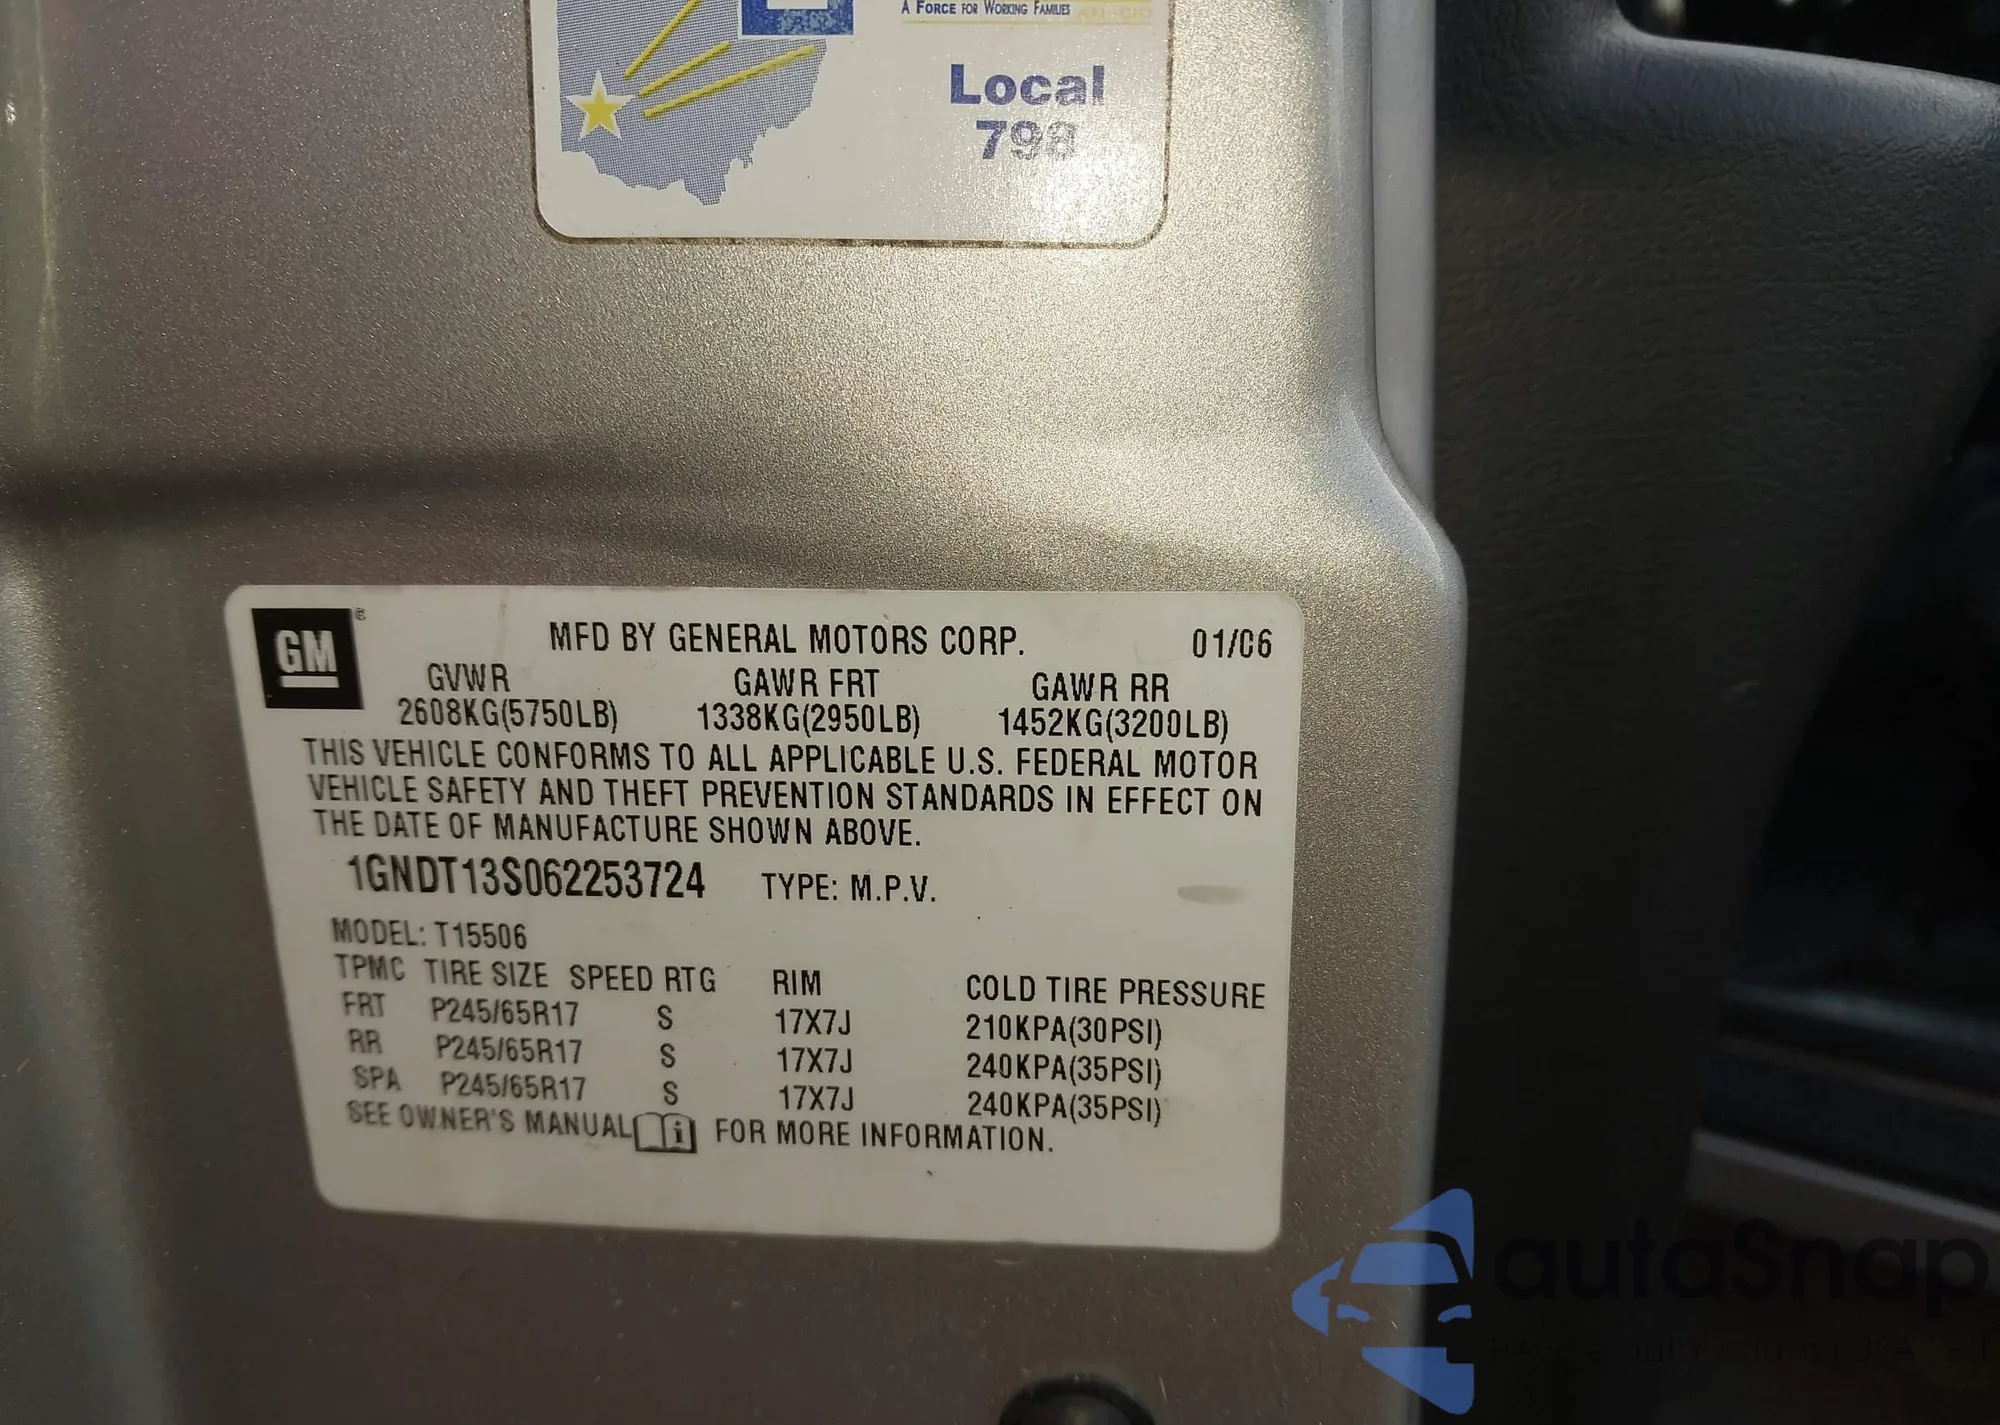 A FORCE FOR WORKING FAMILIES AFL-CIO
Local
798
GM
MFD BY GENERAL MOTORS CORP. 01/06
GVWR GAWR FRT GAWR RR
2608KG(5750LB) 1338KG(2950LB) 1452KG(3200LB)
THIS VEHICLE CONFORMS TO ALL APPLICABLE U.S. FEDERAL MOTOR
VEHICLE SAFETY AND THEFT PREVENTION STANDARDS IN EFFECT ON
THE DATE OF MANUFACTURE SHOWN ABOVE.
1GNDT13S062253724 TYPE: M.P.V.
MODEL: T15506
TPMC TIRE SIZE SPEED RTG RIM COLD TIRE PRESSURE
FRT P245/65R17 S 17X7J 210KPA(30PSI)
RR P245/65R17 S 17X7J 240KPA(35PSI)
SPA P245/65R17 S 17X7J 240KPA(35PSI)
SEE OWNER'S MANUAL FOR MORE INFORMATION.
autoSnap